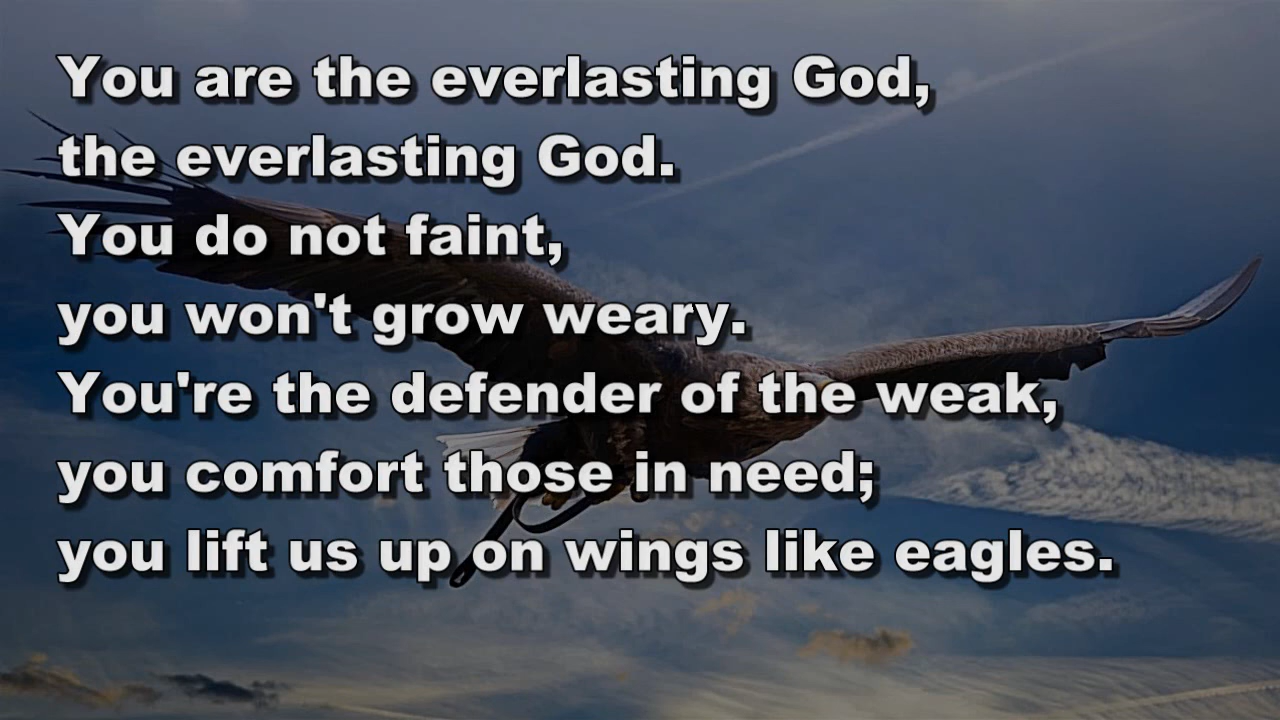 You are the everlasting God,
the everlasting God.
You do not faint,
you won't grow weary.
You're the defender of the weak,
you comfort those in need;
you lift us up on wings like eagles.